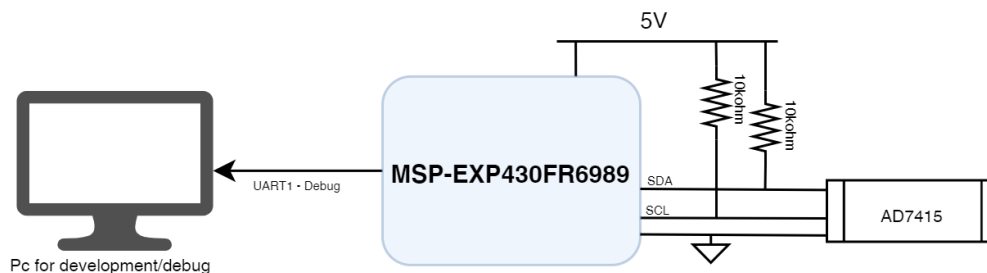 5V
10kohm
10kohm
MSP-EXP430FR6989
SDA
UART1 - Debug
SCL
AD7415
Pc for development/debug